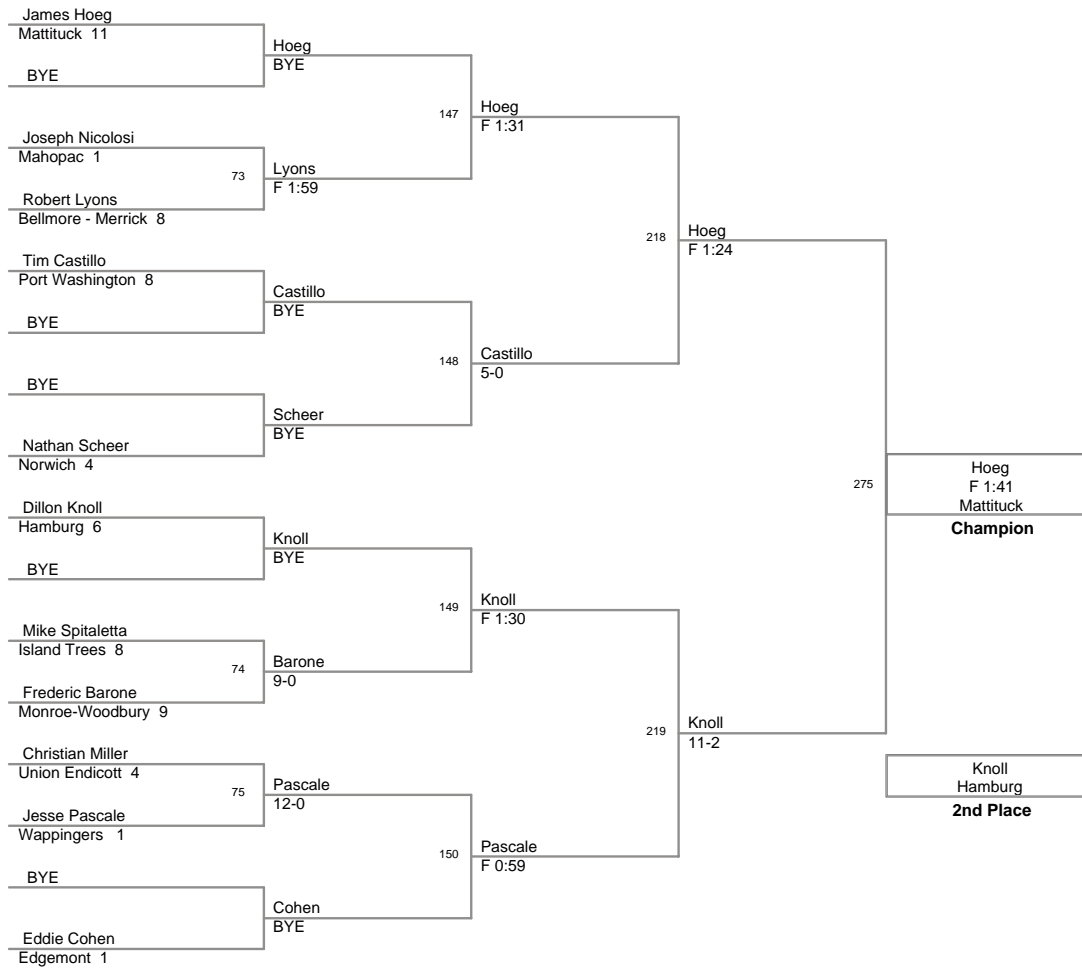 James Hoeg
Mattituck 11
BYE
Hoeg
BYE
147
Hoeg
F 1:31
Joseph Nicolosi
Mahopac 1
73
Robert Lyons
Bellmore - Merrick 8
Lyons
F 1:59
218
Hoeg
F 1:24
Tim Castillo
Port Washington 8
BYE
Castillo
BYE
148
Castillo
5-0
BYE
Nathan Scheer
Norwich 4
Scheer
BYE
275
Hoeg
F 1:41
Mattituck
Champion
Dillon Knoll
Hamburg 6
BYE
Knoll
BYE
149
Knoll
F 1:30
Mike Spitaletta
Island Trees 8
74
Frederic Barone
Monroe-Woodbury 9
Barone
9-0
219
Knoll
11-2
Christian Miller
Union Endicott 4
75
Jesse Pascale
Wappingers 1
Pascale
12-0
150
Pascale
F 0:59
BYE
Eddie Cohen
Edgemont 1
Cohen
BYE
Knoll
Hamburg
2nd Place